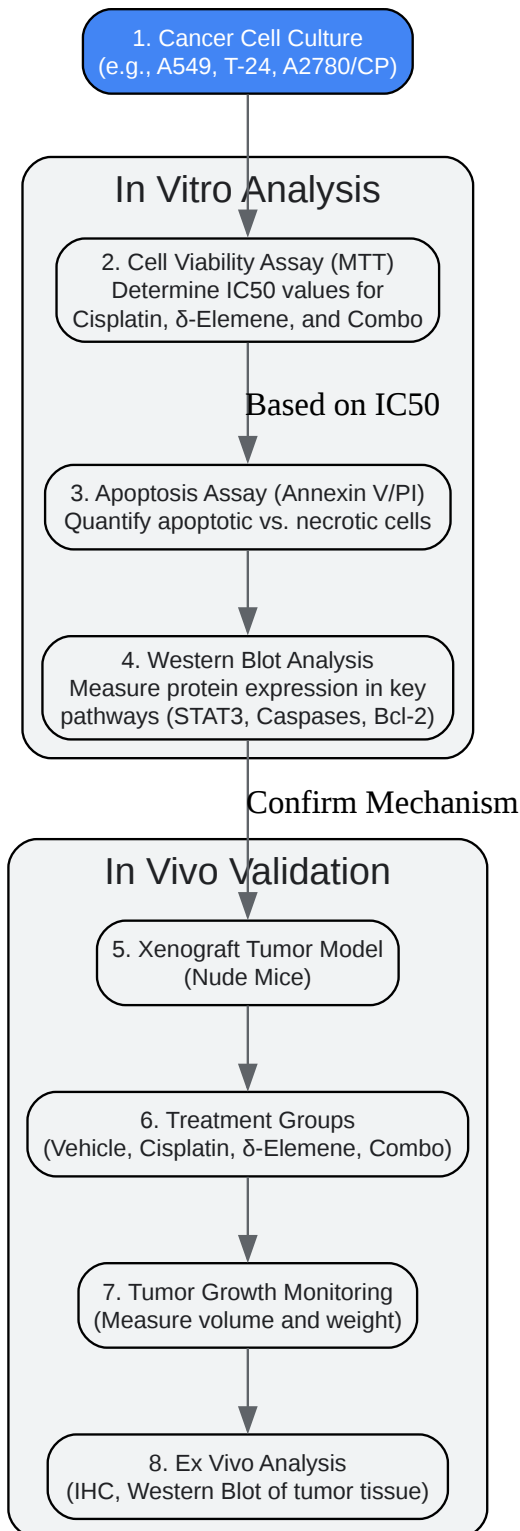 1. Cancer Cell Culture
(e.g., A549, T-24, A2780/CP)
In Vitro Analysis
2. Cell Viability Assay (MTT)
Determine IC50 values for
Cisplatin, δ-Elemene, and Combo
Based on IC50
3. Apoptosis Assay (Annexin V/PI)
Quantify apoptotic vs. necrotic cells
4. Western Blot Analysis
Measure protein expression in key
pathways (STAT3, Caspases, Bcl-2)
Confirm Mechanism
In Vivo Validation
5. Xenograft Tumor Model
(Nude Mice)
6. Treatment Groups
(Vehicle, Cisplatin, δ-Elemene, Combo)
7. Tumor Growth Monitoring
(Measure volume and weight)
8. Ex Vivo Analysis
(IHC, Western Blot of tumor tissue)